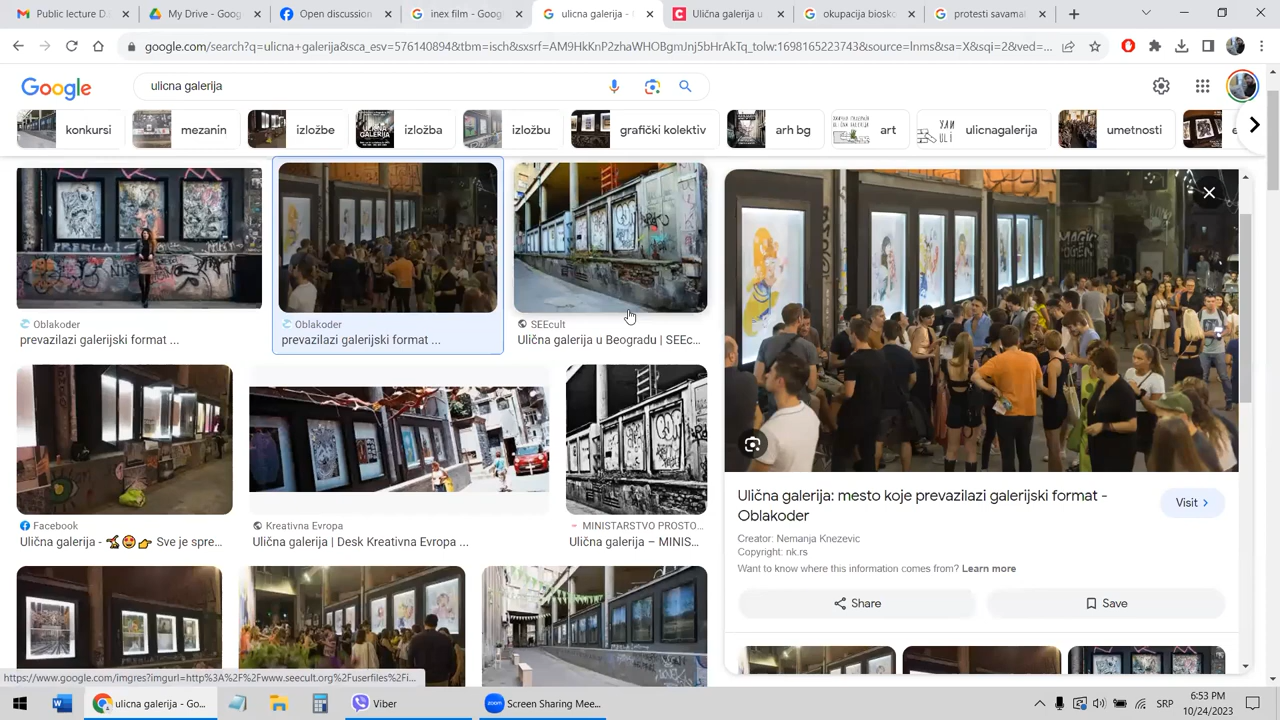 Public lecture D
My Drive - Goog
Open discussion
inex film - Googl
ulicna galerija - G
Ulična galerija u
okupacija biosko
protesti savamal
google.com/search?q=ulicna+galerija&sca_esv=576140894&tbm=isch&sxsrf=AM9HkKnP2zhaWHOBgmJnj5bHrAkTq_tolw:1698165223743&source=lnms&sa=X&sqi=2&ved=...
Google
ulicna galerija
konkursi
mezanin
izložbe
izložba
izložbu
grafički kolektiv
arh bg
art
ulicnagalerija
umetnosti
Oblakoder
prevazilazi galerijski format ...
Oblakoder
prevazilazi galerijski format ...
SEEcult
Ulična galerija u Beogradu | SEEc...
Facebook
Ulična galerija - 👉 Sve je spre...
Kreativna Evropa
Ulična galerija | Desk Kreativna Evropa ...
MINISTARSTVO PROSTO...
Ulična galerija – MINIS...
Ulična galerija: mesto koje prevazilazi galerijski format -
Oblakoder
Visit
Creator: Nemanja Knezevic
Copyright: nk.rs
Want to know where this information comes from? Learn more
Share
Save
https://www.google.com/imgres?imgurl=http%3A%2F%2Fwww.seecult.org%2Fuserfiles%2Fi...
ulicna galerija - Go...
Viber
Screen Sharing Mee...
SRP
6:53 PM
10/24/2023